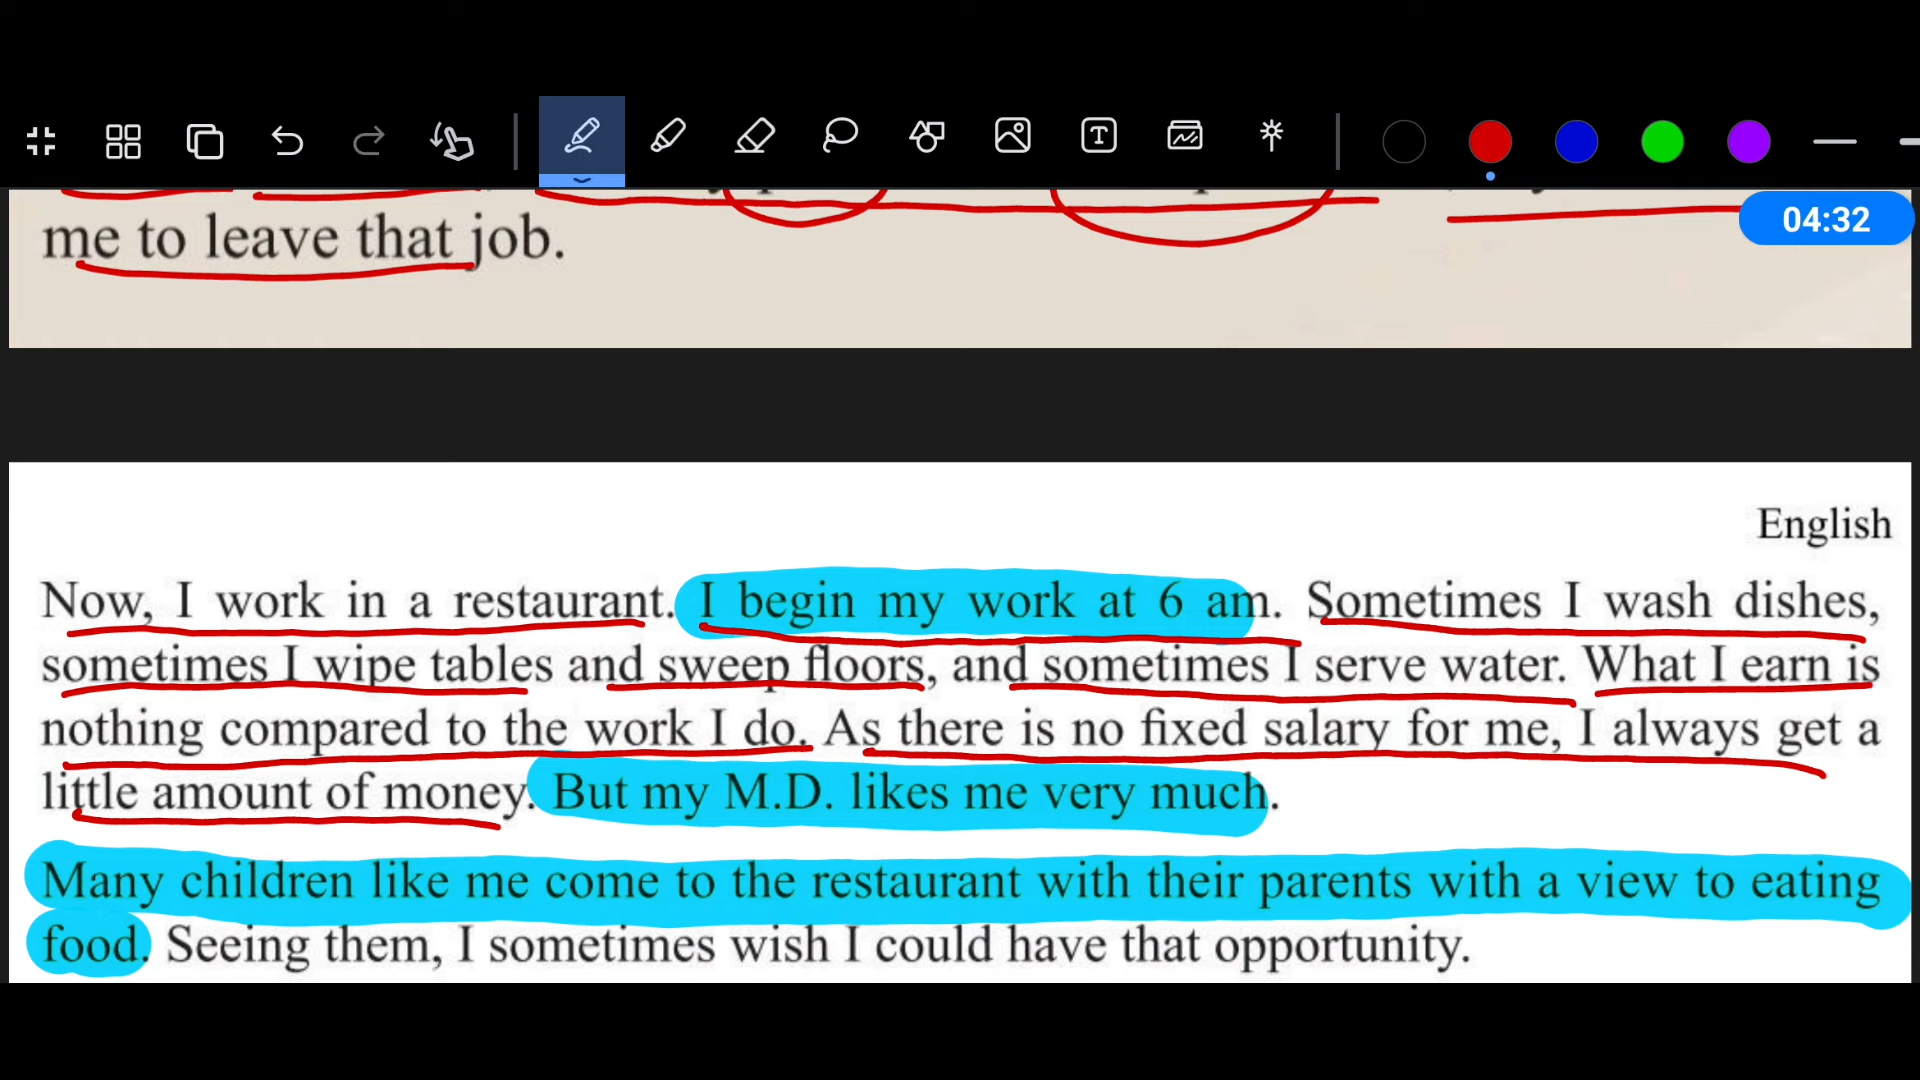 04:32
me to leave that job.
English
Now, I work in a restaurant. I begin my work at 6 am. Sometimes I wash dishes,
sometimes I wipe tables and sweep floors, and sometimes I serve water. What I earn is
nothing compared to the work I do. As there is no fixed salary for me, I always get a
little amount of money. But my M.D. likes me very much.
Many children like me come to the restaurant with their parents with a view to eating
food. Seeing them, I sometimes wish I could have that opportunity.